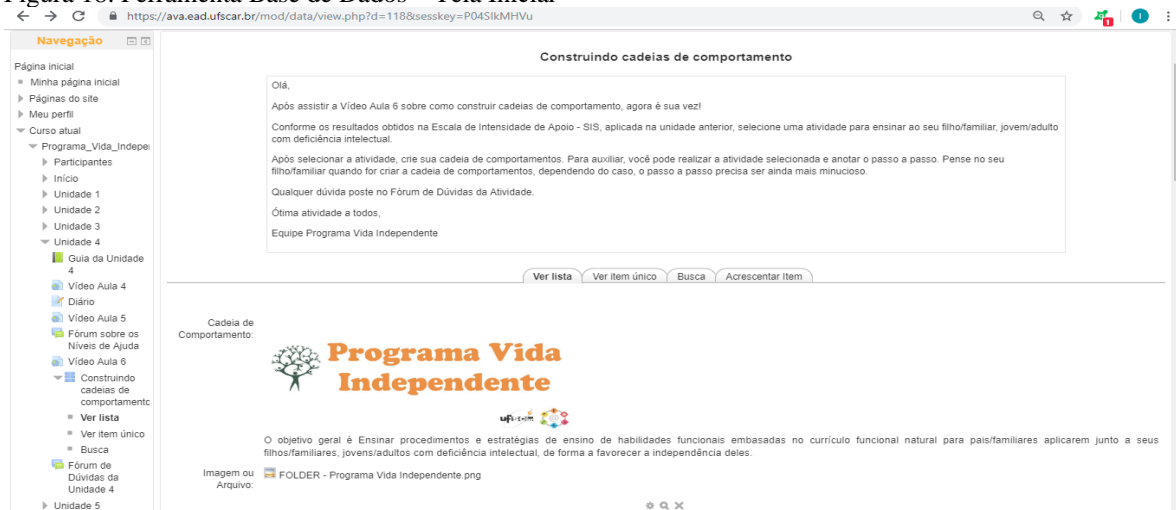 Figura 18: Ferramenta Base de Dados – Tela Inicial
https://ava.ead.ufscar.br/mod/data/view.php?d=118&sesskey=P04SIkMHVu
Navegação
Página inicial
Minha página inicial
Páginas do site
Meu perfil
Curso atual
Programa_Vida_Indepe
Participantes
Início
Unidade 1
Unidade 2
Unidade 3
Unidade 4
Guia da Unidade
4
Vídeo Aula 4
Diário
Vídeo Aula 5
Fórum sobre os
Níveis de Ajuda
Vídeo Aula 6
Construindo
cadeias de
comportamento
Ver lista
Ver item único
Busca
Fórum de
Dúvidas da
Unidade 4
Unidade 5
Construindo cadeias de comportamento
Olá,
Após assistir a Vídeo Aula 6 sobre como construir cadeias de comportamento, agora é sua vez!
Conforme os resultados obtidos na Escala de Intensidade de Apoio - SIS, aplicada na unidade anterior, selecione uma atividade para ensinar ao seu filho/familiar, jovem/adulto
com deficiência intelectual.
Após selecionar a atividade, crie sua cadeia de comportamentos. Para auxiliar, você pode realizar a atividade selecionada e anotar o passo a passo. Pense no seu
filho/familiar quando for criar a cadeia de comportamentos, dependendo do caso, o passo a passo precisa ser ainda mais minucioso.
Qualquer dúvida poste no Fórum de Dúvidas da Atividade.
Ótima atividade a todos,
Equipe Programa Vida Independente
Ver lista Ver item único Busca Acrescentar Item
Cadeia de
Comportamento:
Programa Vida
Independente
O objetivo geral é Ensinar procedimentos e estratégias de ensino de habilidades funcionais embasadas no currículo funcional natural para pais/familiares aplicarem junto a seus
filhos/familiares, jovens/adultos com deficiência intelectual, de forma a favorecer a independência deles.
Imagem ou
Arquivo:
FOLDER - Programa Vida Independente.png